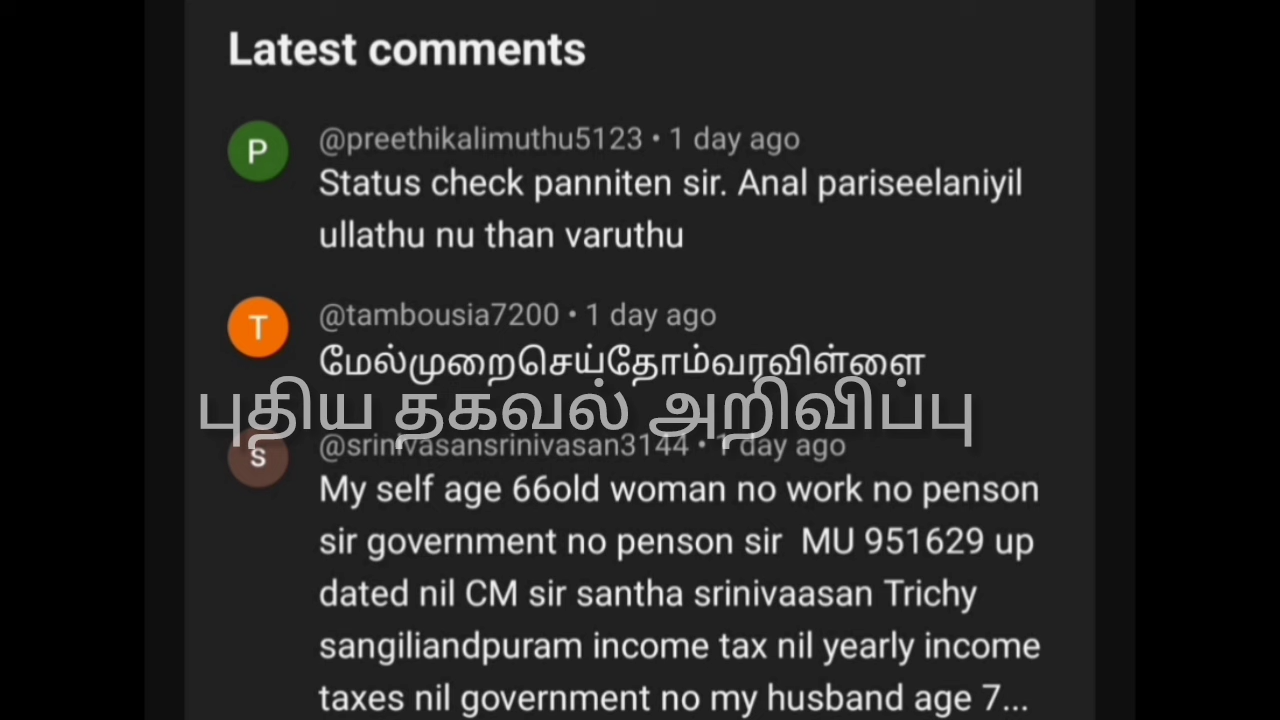 Latest comments
P
@preethikalimuthu5123 • 1 day ago
Status check panniten sir. Anal pariseelaniyil
ullathu nu than varuthu
T
@tambousia7200 • 1 day ago
மேல்முறைசெய்தோம்வரவிள்ளை
புதிய தகவல் அறிவிப்பு
S
@srinivasansrinivasan3144 • 1 day ago
My self age 66old woman no work no penson
sir government no penson sir MU 951629 up
dated nil CM sir santha srinivaasan Trichy
sangiliandpuram income tax nil yearly income
taxes nil government no my husband age 7...